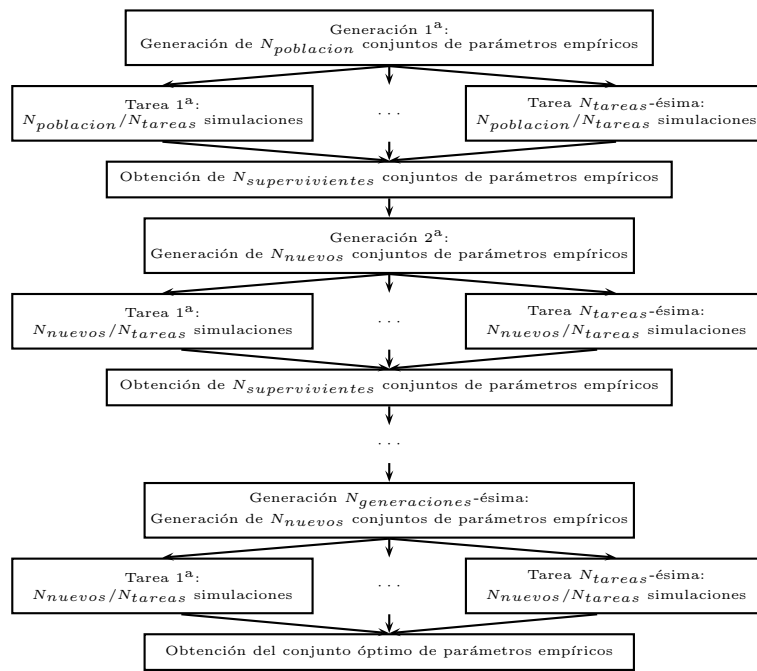 Generación 1ª:
Generación de N_poblacion conjuntos de parámetros empíricos
Tarea 1ª:
N_poblacion/N_tareas simulaciones
...
Tarea N_tareas-ésima:
N_poblacion/N_tareas simulaciones
Obtención de N_supervivientes conjuntos de parámetros empíricos
Generación 2ª:
Generación de N_nuevos conjuntos de parámetros empíricos
Tarea 1ª:
N_nuevos/N_tareas simulaciones
...
Tarea N_tareas-ésima:
N_nuevos/N_tareas simulaciones
Obtención de N_supervivientes conjuntos de parámetros empíricos
...
Generación N_generaciones-ésima:
Generación de N_nuevos conjuntos de parámetros empíricos
Tarea 1ª:
N_nuevos/N_tareas simulaciones
...
Tarea N_tareas-ésima:
N_nuevos/N_tareas simulaciones
Obtención del conjunto óptimo de parámetros empíricos